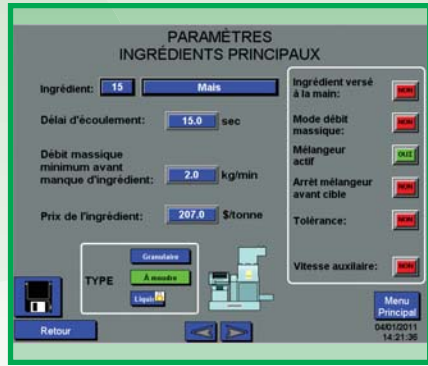 PARAMÈTRES
INGRÉDIENTS PRINCIPAUX
Ingrédient: 15 Mais
Délai d'écoulement: 15.0 sec
Débit massique
minimum avant
manque d'ingrédient: 2.0 kg/min
Prix de l'ingrédient: 207.0 $/tonne
TYPE
Granulaire
À moudre
Liquide
Ingrédient versé
à la main: NON
Mode débit
massique: NON
Mélangeur
actif OUI
Arrêt mélangeur
avant cible NON
Tolérance: NON
Vitesse auxilaire: NON
Retour
Menu
Principal
04/01/2011
14:21:36